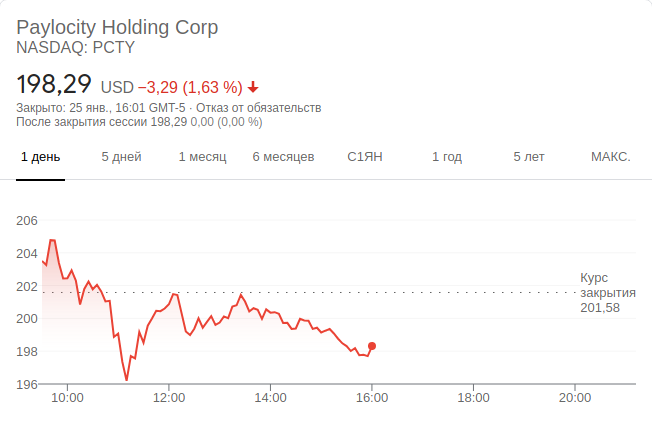 Paylocity Holding Corp
NASDAQ: PCTY
198,29 USD −3,29 (1,63 %)
Закрыто: 25 янв., 16:01 GMT-5 · Отказ от обязательств
После закрытия сессии 198,29 0,00 (0,00 %)
1 день 5 дней 1 месяц 6 месяцев С1ЯН 1 год 5 лет МАКС.
206
204
202
200
198
196
Курс
закрытия
201,58
10:00 12:00 14:00 16:00 18:00 20:00